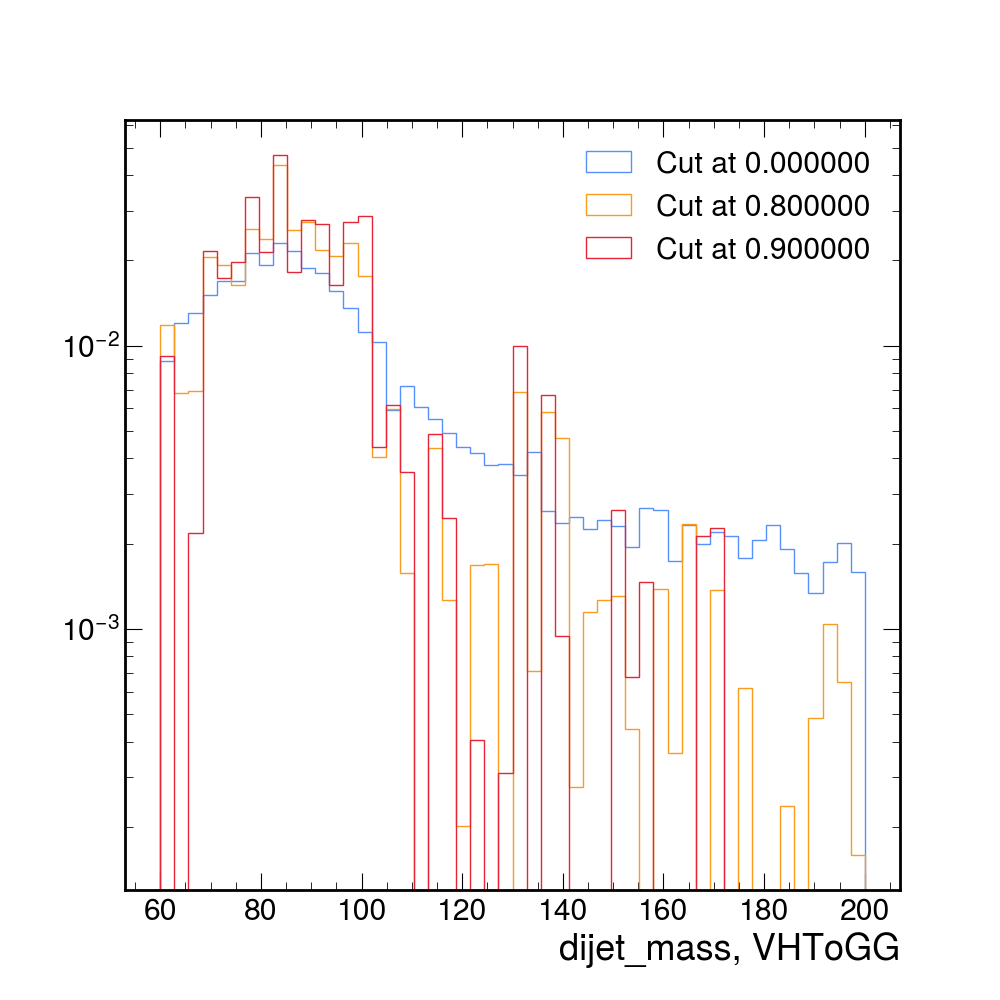 Cut at 0.000000
Cut at 0.800000
Cut at 0.900000
10⁻²
10⁻³
60 80 100 120 140 160 180 200
dijet_mass, VHToGG